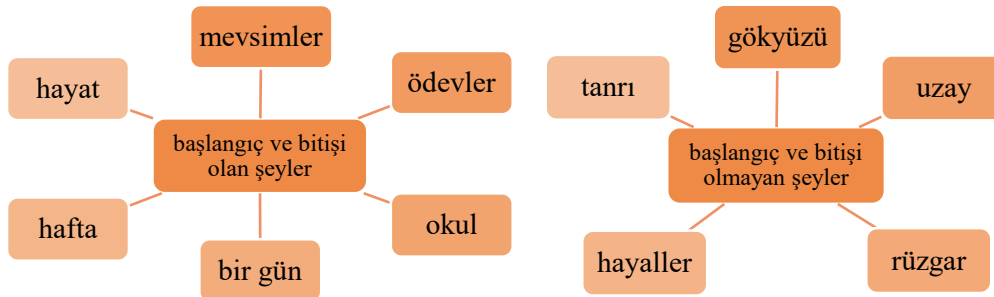 mevsimler
hayat
ödevler
başlangıç ve bitişi
olan şeyler
hafta
okul
bir gün
gökyüzü
tanrı
uzay
başlangıç ve bitişi
olmayan şeyler
hayaller
rüzgar